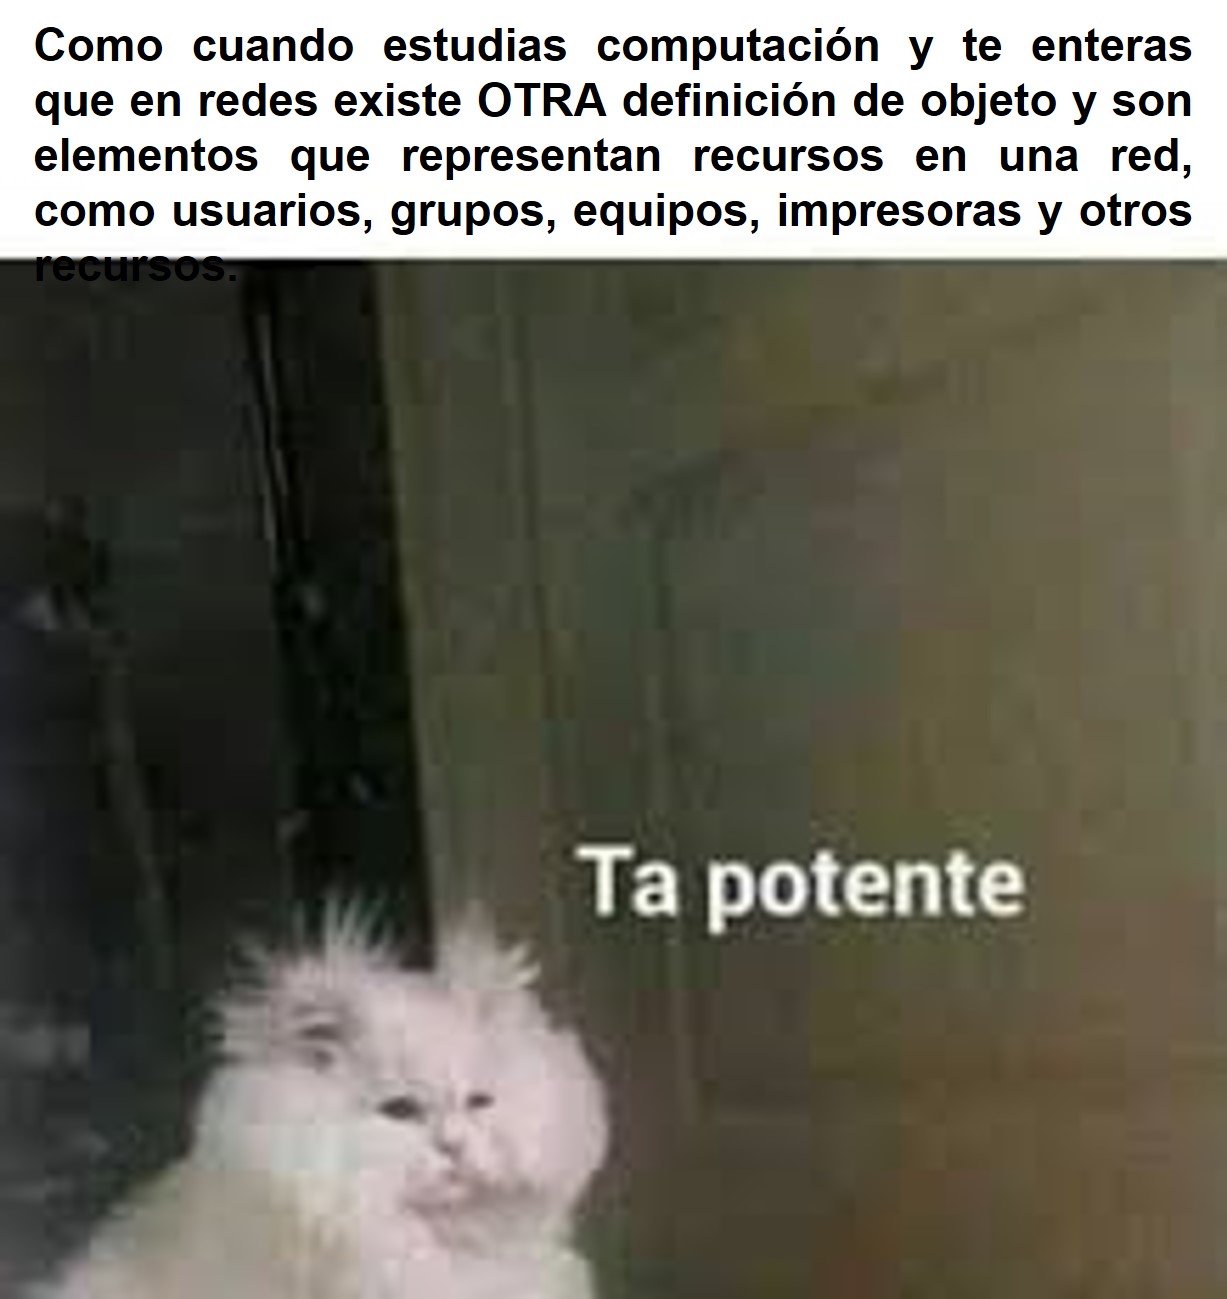 Como cuando estudias computación y te enteras
que en redes existe OTRA definición de objeto y son
elementos que representan recursos en una red,
como usuarios, grupos, equipos, impresoras y otros
recursos.
Ta potente